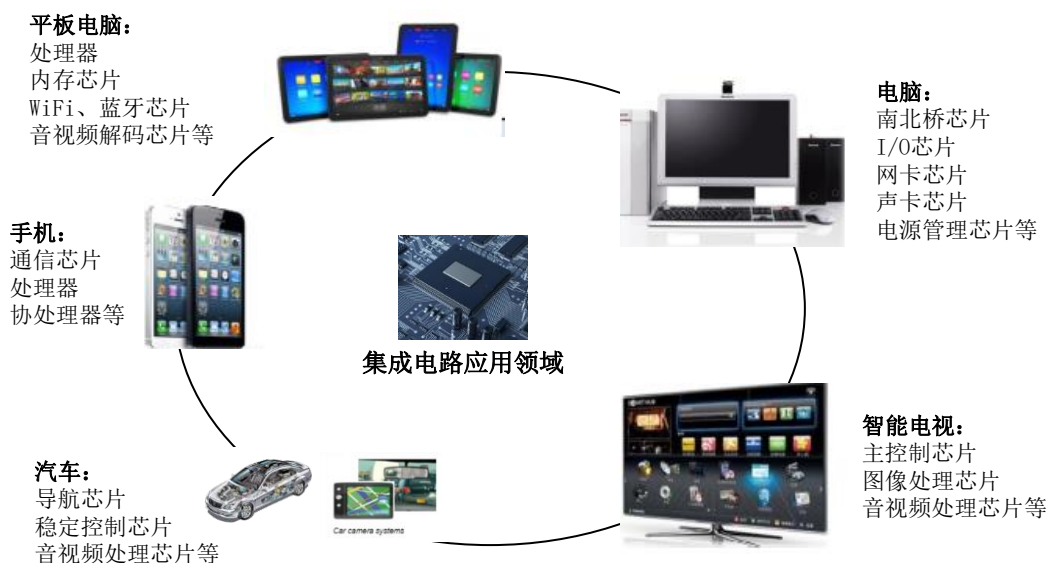 平板电脑:
处理器
内存芯片
WiFi、蓝牙芯片
音视频解码芯片等
电脑:
南北桥芯片
I/O芯片
网卡芯片
声卡芯片
电源管理芯片等
手机:
通信芯片
处理器
协处理器等
集成电路应用领域
智能电视:
主控制芯片
图像处理芯片
音视频处理芯片等
汽车:
导航芯片
稳定控制芯片
音视频处理芯片等
Car camera systems